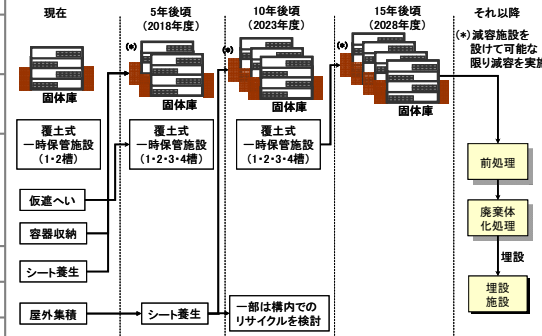 現在
5年後頃
(2018年度)
10年後頃
(2023年度)
15年後頃
(2028年度)
それ以降
(*)
(*)
(*)
(*)減容施設を
設けて可能な
限り減容を実施
固体庫
固体庫
固体庫
固体庫
覆土式
一時保管施設
(1・2槽)
覆土式
一時保管施設
(1・2・3・4槽)
覆土式
一時保管施設
(1・2・3・4槽)
仮遮へい
容器収納
シート養生
屋外集積
シート養生
一部は構内での
リサイクルを検討
前処理
廃棄体
化処理
埋設
埋設
施設